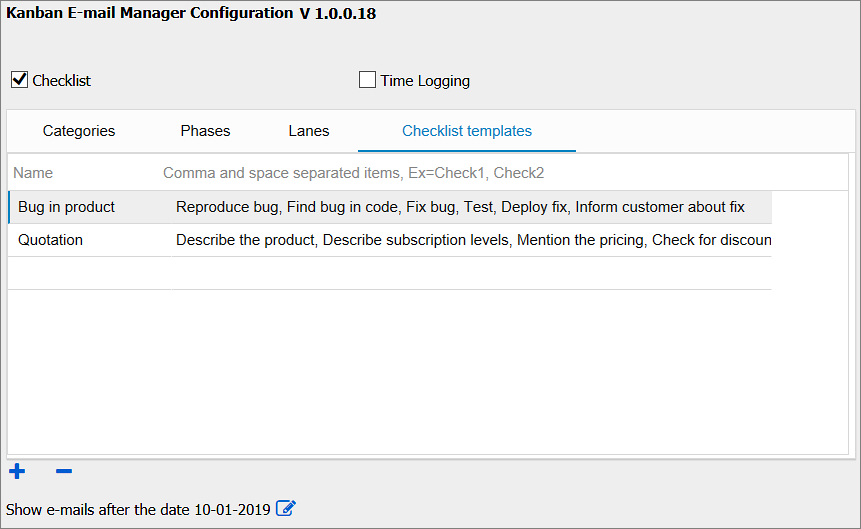 Kanban E-mail Manager Configuration V 1.0.0.18
Checklist Time Logging
Categories Phases Lanes Checklist templates
Name Comma and space separated items, Ex=Check1, Check2
Bug in product Reproduce bug, Find bug in code, Fix bug, Test, Deploy fix, Inform customer about fix
Quotation Describe the product, Describe subscription levels, Mention the pricing, Check for discoun
Show e-mails after the date 10-01-2019